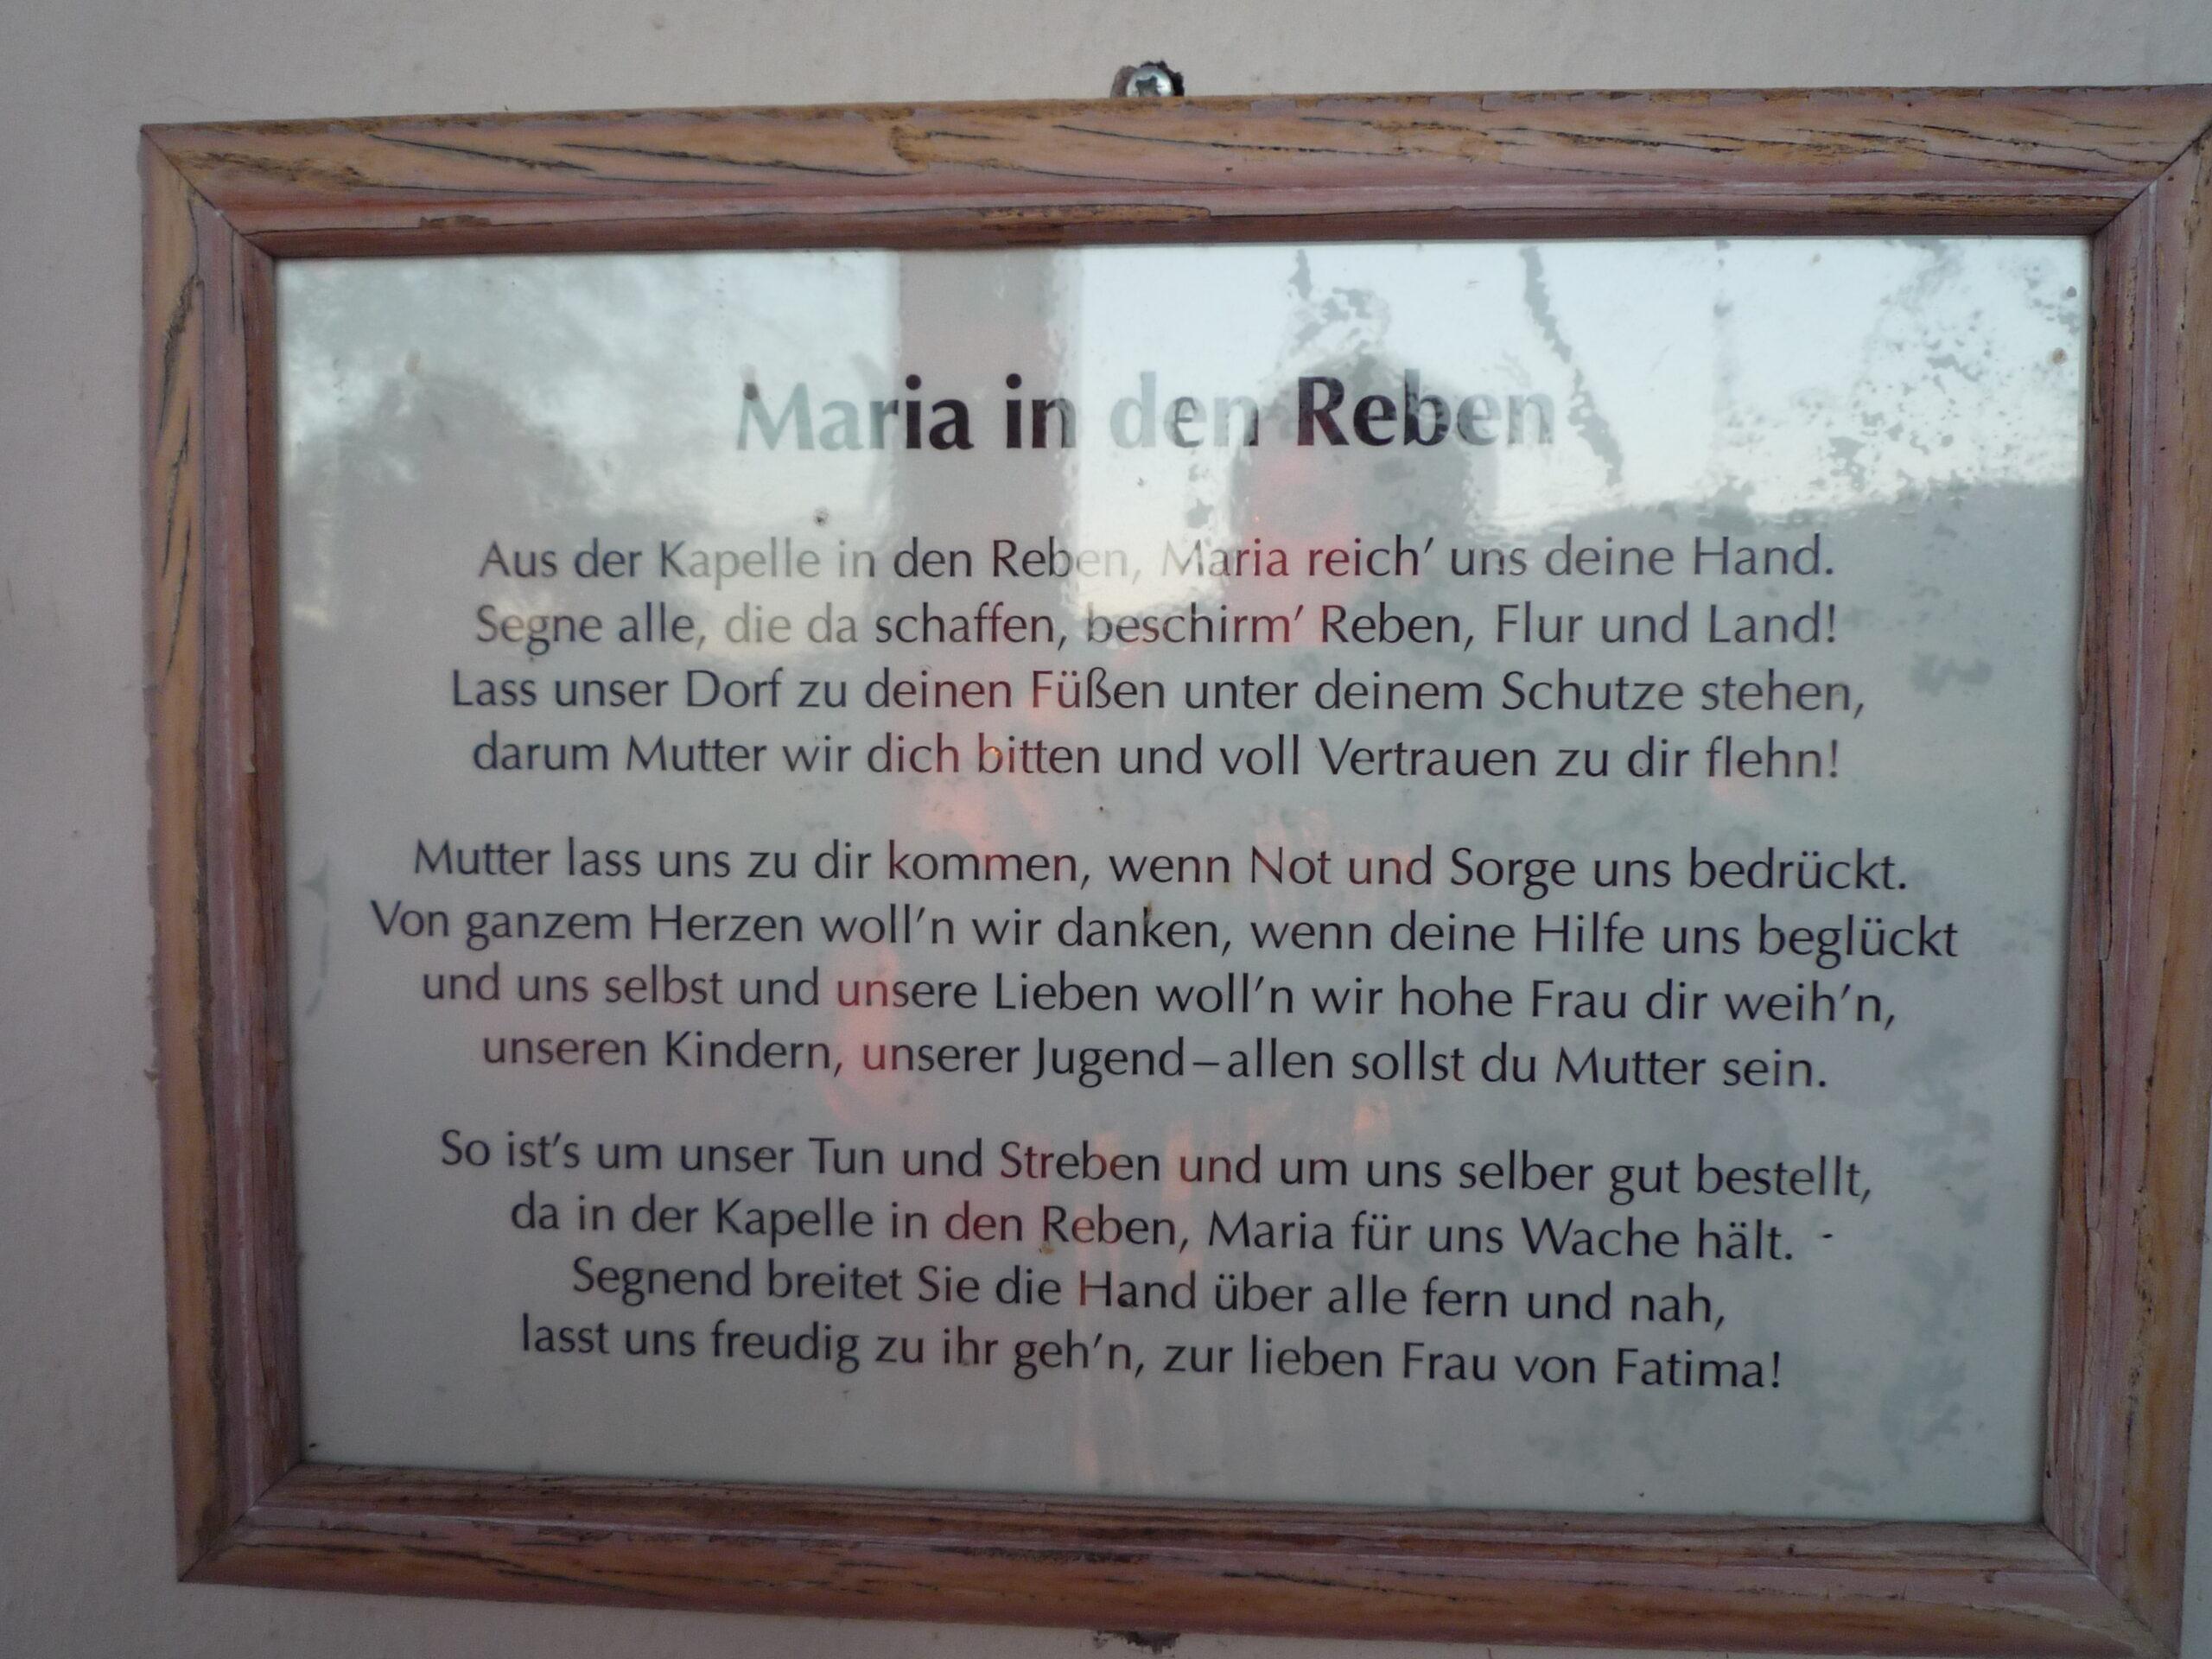 Maria in den Reben
Aus der Kapelle in den Reben, Maria reich' uns deine Hand.
Segne alle, die da schaffen, beschirm' Reben, Flur und Land!
Lass unser Dorf zu deinen Füßen unter deinem Schutze stehen,
darum Mutter wir dich bitten und voll Vertrauen zu dir flehn!
Mutter lass uns zu dir kommen, wenn Not und Sorge uns bedrückt.
Von ganzem Herzen woll'n wir danken, wenn deine Hilfe uns beglückt
und uns selbst und unsere Lieben woll'n wir hohe Frau dir weih'n,
unseren Kindern, unserer Jugend–allen sollst du Mutter sein.
So ist's um unser Tun und Streben und um uns selber gut bestellt,
da in der Kapelle in den Reben, Maria für uns Wache hält. -
Segnend breitet Sie die Hand über alle fern und nah,
lasst uns freudig zu ihr geh'n, zur lieben Frau von Fatima!